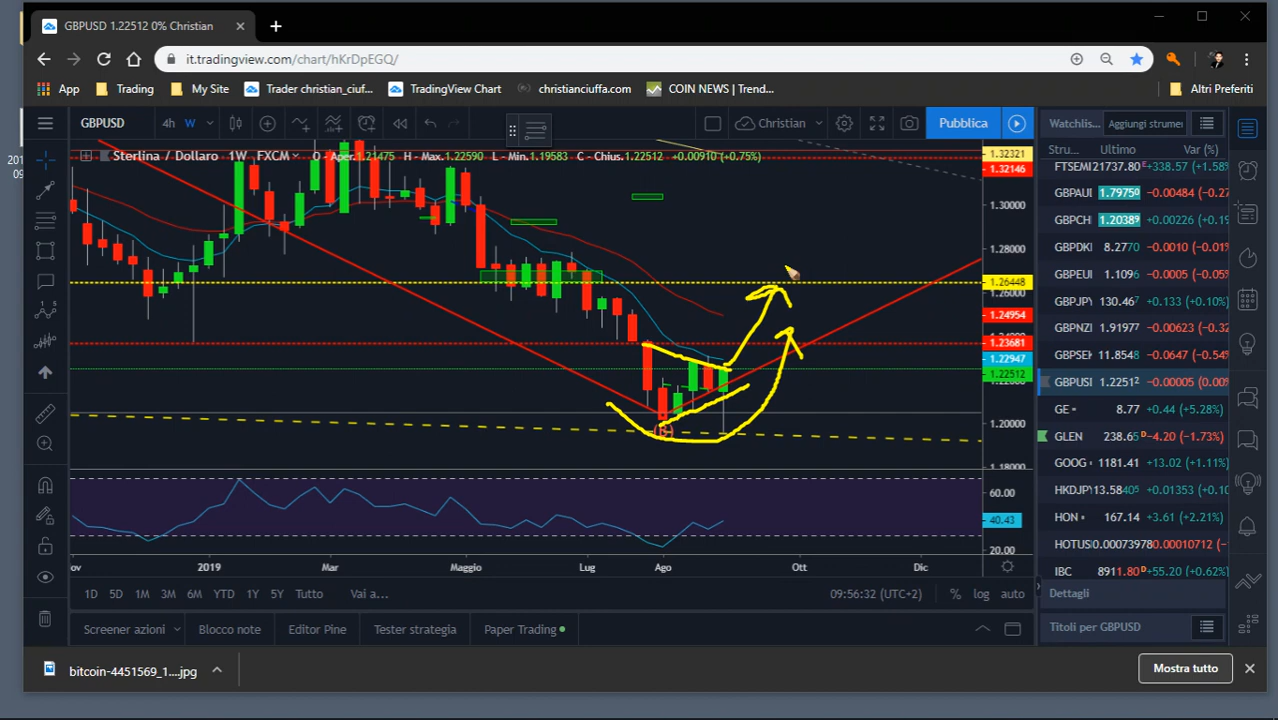 GBPUSD 1.22512 0% Christian
it.tradingview.com/chart/hKrDpEGQ/
App Trading My Site Trader christian_ciuf... TradingView Chart christianciuffa.com COIN NEWS | Trend... Altri Preferiti
GBPUSD 4h W Christian Pubblica Watchlis Aggiungi strume
Sterlina / Dollaro 1W FXCM O - Aper. 1.21475 H - Max. 1.22590 L - Min. 1.19583 C - Chius. 1.22512 +0.00910 (+0.75%)
Stru... Ultimo Var (%)
1.32321
1.32146
1.30000
1.28000
1.26448
1.26000
1.24954
1.23681
1.22947
1.22512
1.20000
1.18000
60.00
40.43
20.00
(B)
FTSEM 21737.80 E +338.57 (+1.58%
GBPAU 1.79750 −0.00484 (−0.27
GBPCH 1.20389 +0.00226 (+0.19
GBPDK 8.2770 −0.0010 (−0.01%
GBPEU 1.1096 −0.0005 (−0.05%
GBPJP 130.467 +0.133 (+0.10%)
GBPNZ 1.91977 −0.00623 (−0.32
GBPSE 11.8548 −0.0647 (−0.54%
GBPUS 1.22512 −0.00005 (0.00%
GE 8.77 +0.44 (+5.28%)
GLEN 238.65 D −4.20 (−1.73%)
GOOG 1181.41 +13.02 (+1.11%)
HKDJP 13.5840 5 +0.01353 (+0.10
HON 167.14 +3.61 (+2.21%)
HOTUS 0.00073978 0.00010712 (−
IBC 8911.80 D +55.20 (+0.62%)
ov 2019 Mar Maggio Lug Ago Ott Dic
1D 5D 1M 3M 6M YTD 1Y 5Y Tutto Vai a... 09:56:32 (UTC+2) % log auto
Dettagli
Screener azioni Blocco note Editor Pine Tester strategia Paper Trading
Titoli per GBPUSD
bitcoin-4451569_1....jpg
Mostra tutto